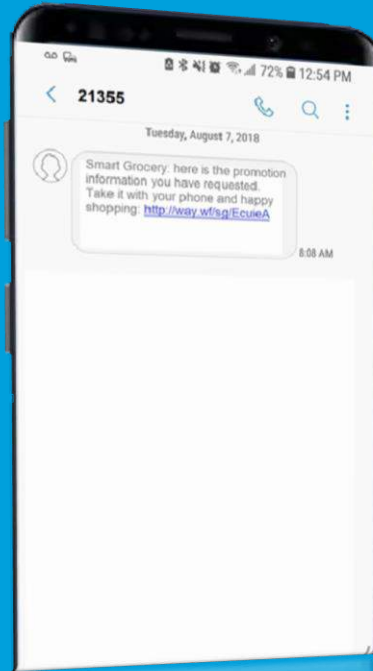 72% 12:54 PM
21355
Tuesday, August 7, 2018
Smart Grocery: here is the promotion
information you have requested.
Take it with your phone and happy
shopping: http://way.wf/sg/EcuieA
8:08 AM